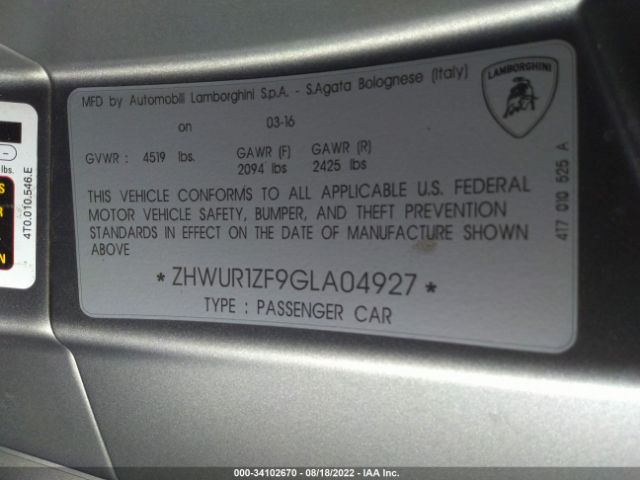 MFD by Automobili Lamborghini S.p.A. - S.Agata Bolognese (Italy)
LAMBORGHINI
on 03-16
GVWR : 4519 lbs. GAWR (F) GAWR (R)
2094 lbs 2425 lbs
THIS VEHICLE CONFORMS TO ALL APPLICABLE U.S. FEDERAL
MOTOR VEHICLE SAFETY, BUMPER, AND THEFT PREVENTION
STANDARDS IN EFFECT ON THE DATE OF MANUFACTURE SHOWN
ABOVE
* ZHWUR1ZF9GLA04927 *
TYPE : PASSENGER CAR
4T7 010 625 A
4T0.010.546.E
lbs.
000-34102670 - 08/18/2022 - IAA Inc.